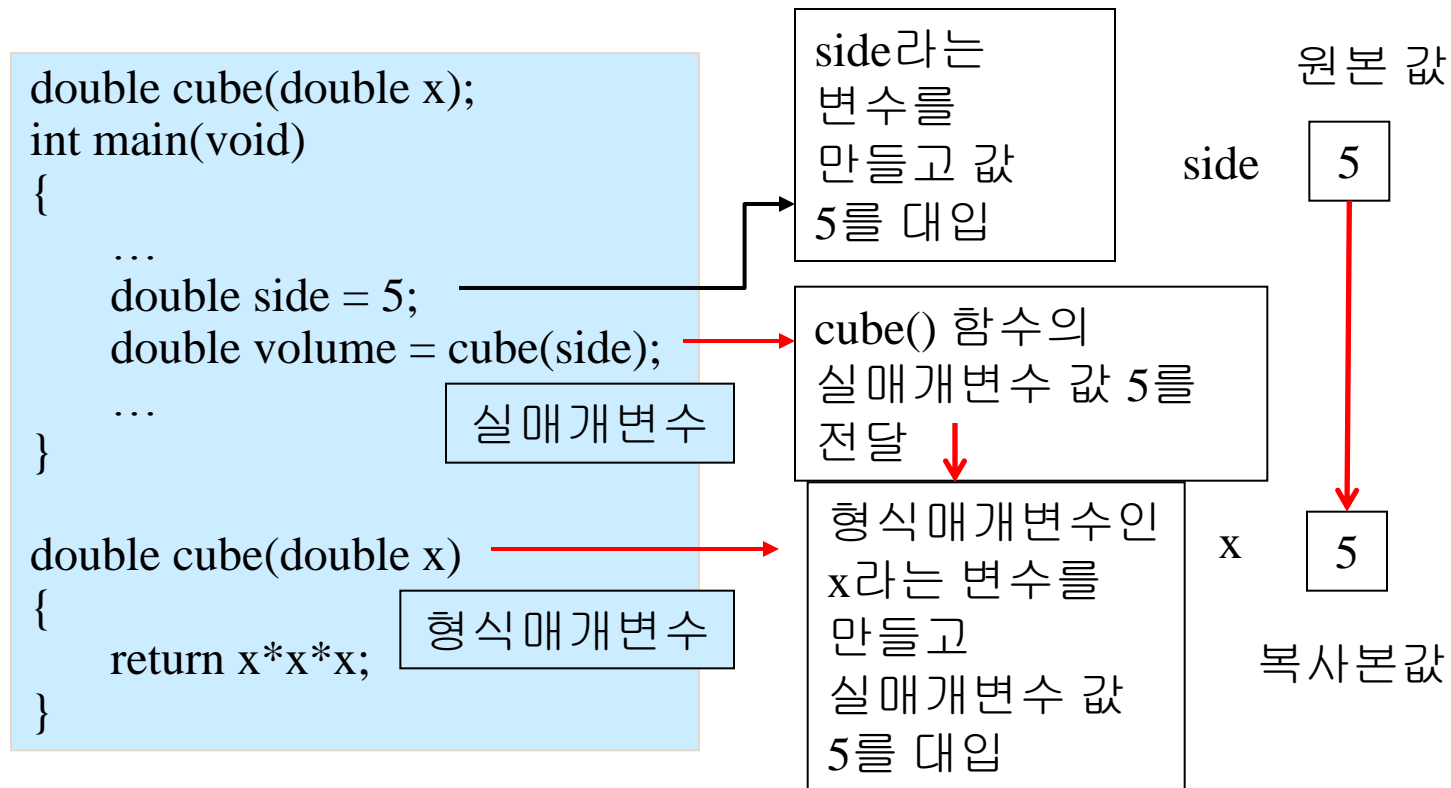 double cube(double x);
int main(void)
{
…
double side = 5;
double volume = cube(side);
…
}
실매개변수
double cube(double x)
{
return x*x*x;
}
형식매개변수
side라는
변수를
만들고 값
5를 대입
cube() 함수의
실매개변수 값 5를
전달
형식매개변수인
x라는 변수를
만들고
실매개변수 값
5를 대입
원본 값
side 5
x 5
복사본값